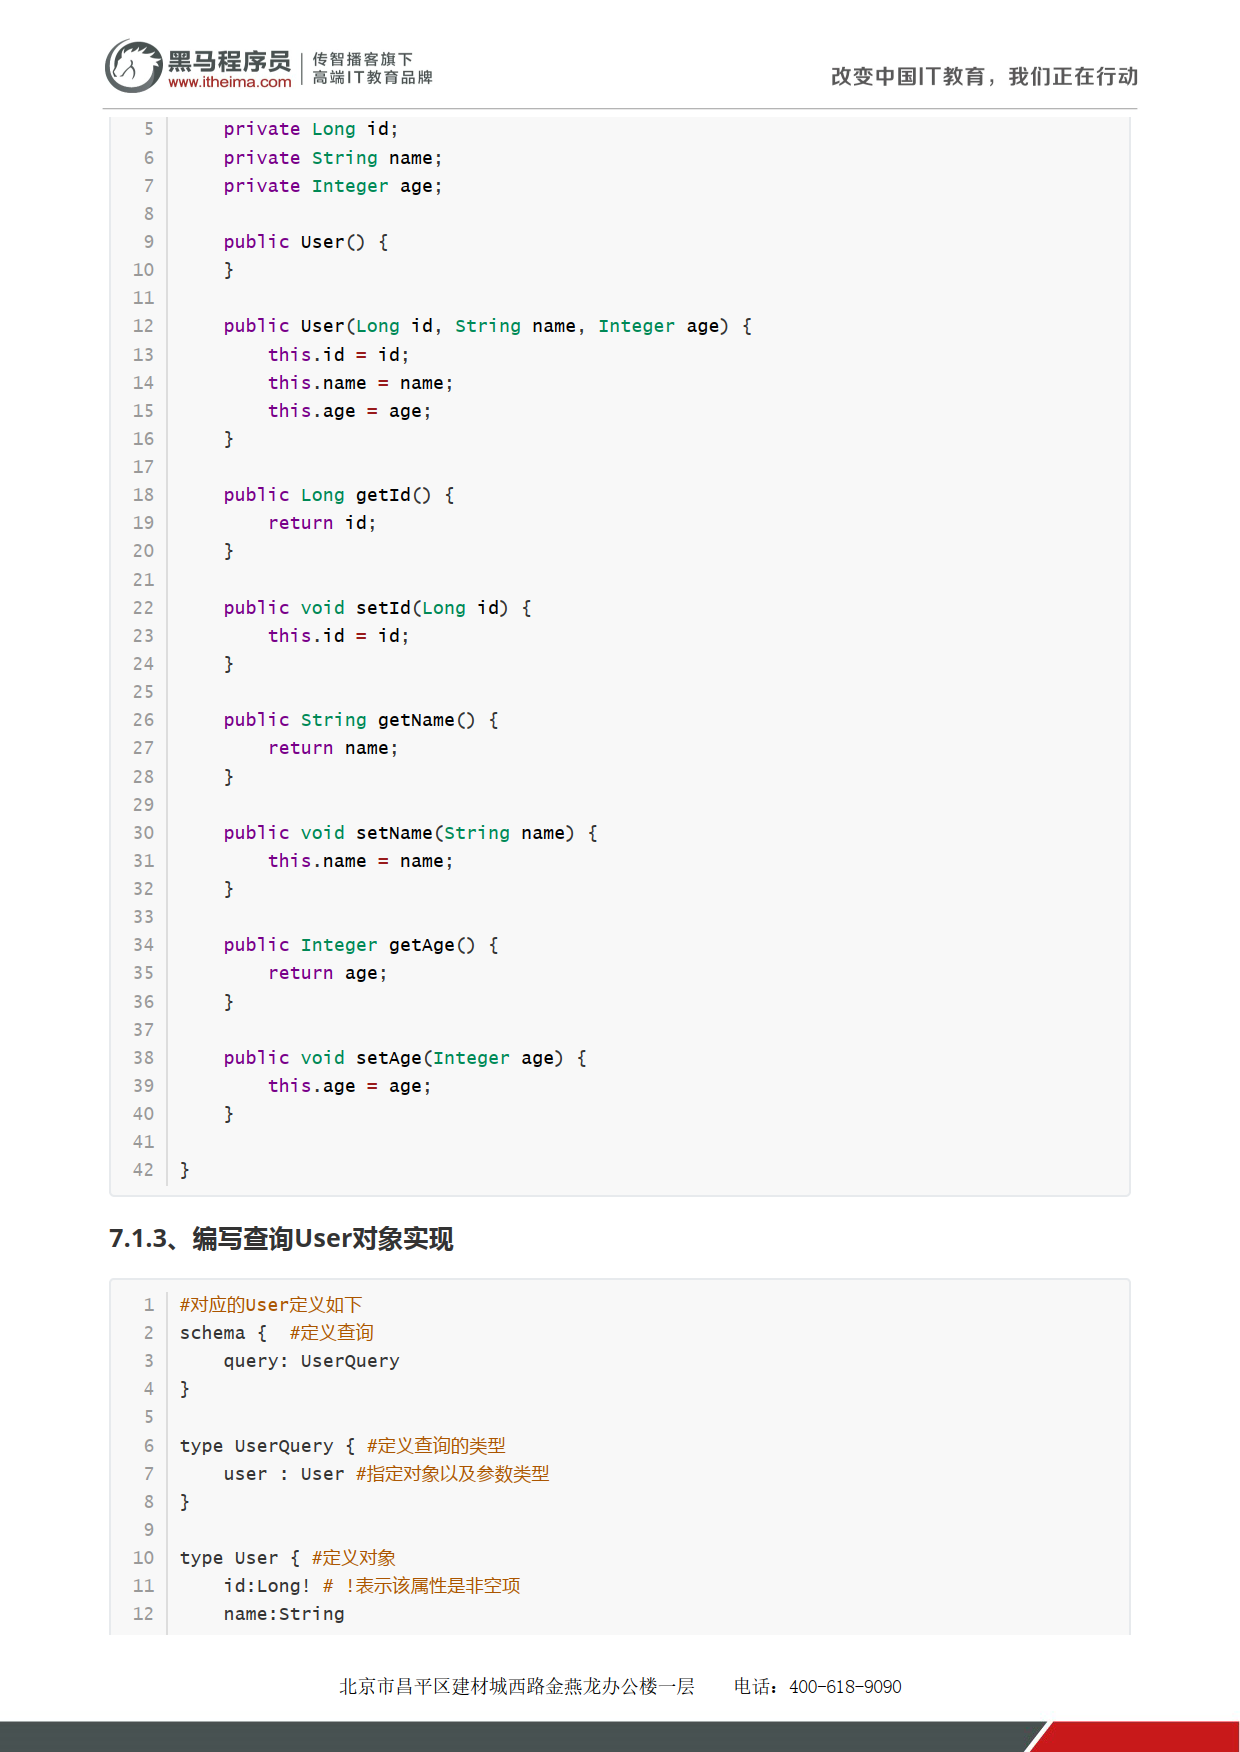 黑马程序员
www.itheima.com
传智播客旗下
高端IT教育品牌
改变中国IT教育，我们正在行动
5     private Long id;
6     private String name;
7     private Integer age;
8
9     public User() {
10     }
11
12     public User(Long id, String name, Integer age) {
13         this.id = id;
14         this.name = name;
15         this.age = age;
16     }
17
18     public Long getId() {
19         return id;
20     }
21
22     public void setId(Long id) {
23         this.id = id;
24     }
25
26     public String getName() {
27         return name;
28     }
29
30     public void setName(String name) {
31         this.name = name;
32     }
33
34     public Integer getAge() {
35         return age;
36     }
37
38     public void setAge(Integer age) {
39         this.age = age;
40     }
41
42 }
7.1.3、编写查询User对象实现
1 #对应的User定义如下
2 schema {  #定义查询
3     query: UserQuery
4 }
5
6 type UserQuery { #定义查询的类型
7     user : User #指定对象以及参数类型
8 }
9
10 type User { #定义对象
11     id:Long! # !表示该属性是非空项
12     name:String
北京市昌平区建材城西路金燕龙办公楼一层    电话：400-618-9090